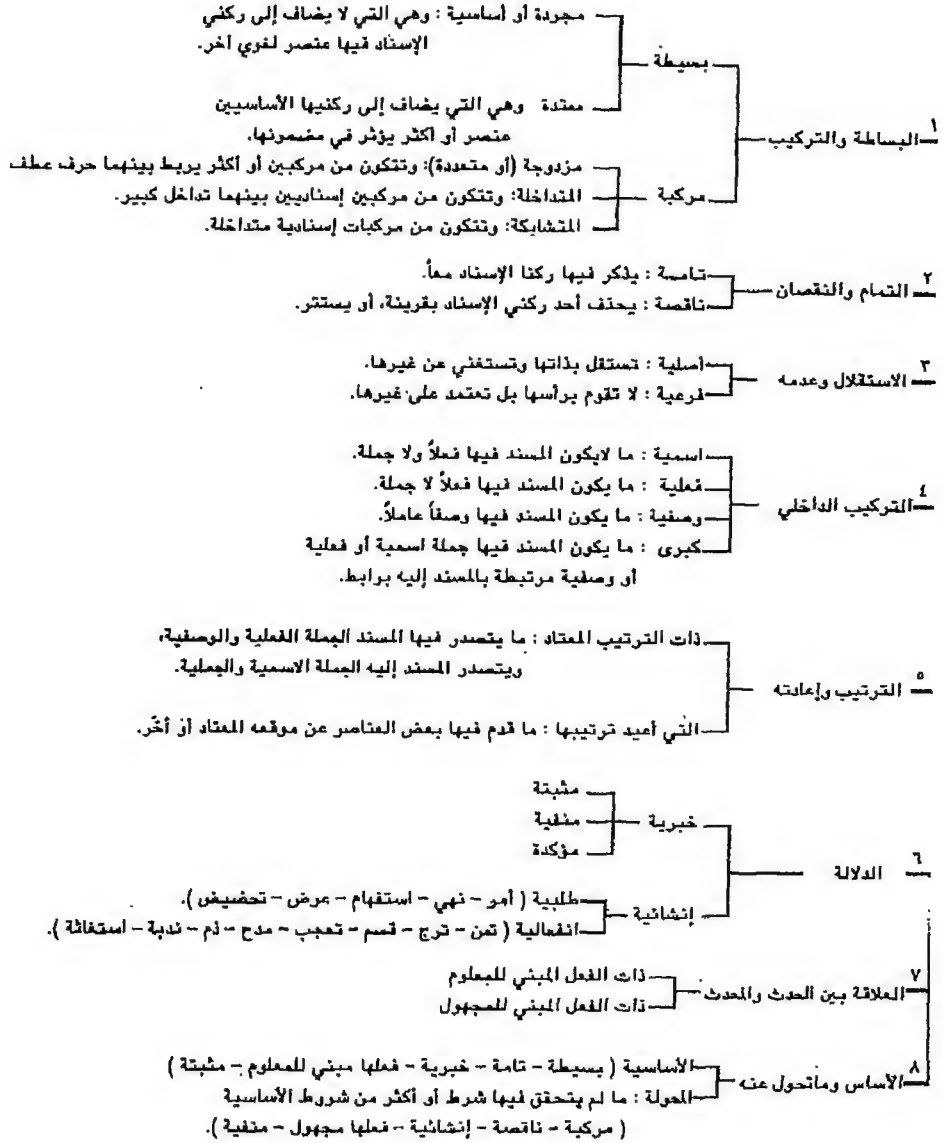 مجردة أو أساسية : وهي التي لا يضاف إلى ركني
الإسناد فيها عنصر لغوي آخر.
بسيطة
ممتدة وهي التي يضاف إلى ركنيها الأساسيين
عنصر أو أكثر يؤثر في مضمونها.
١ البساطة والتركيب
مزدوجة (أو متعددة): وتتكون من مركبين أو أكثر يربط بينهما حرف عطف
مركبة
المتداخلة: وتتكون من مركبين إسناديين بينهما تداخل كبير.
المتشابكة: وتتكون من مركبات إسنادية متداخلة.
٢ التمام والنقصان
تامة : يذكر فيها ركنا الإسناد معاً.
ناقصة : يحذف أحد ركني الإسناد بقرينة، أو يستتر.
٣ الاستقلال وعدمه
أصلية : تستقل بذاتها وتستغني عن غيرها.
فرعية : لا تقوم برأسها بل تعتمد على غيرها.
٤ التركيب الداخلي
اسمية : ما لايكون المسند فيها فعلاً ولا جملة.
فعلية : ما يكون المسند فيها فعلاً لا جملة.
وصفية : ما يكون المسند فيها وصفاً عاملاً.
كبرى : ما يكون المسند فيها جملة اسمية أو فعلية
أو وصفية مرتبطة بالمسند إليه برابط.
٥ الترتيب وإعادته
ذات الترتيب المعتاد : ما يتصدر فيها المسند الجملة الفعلية والوصفية،
ويتصدر المسند إليه الجملة الاسمية والجملية.
التي أعيد ترتيبها : ما قدم فيها بعض العناصر عن موقعه المعتاد أو أخّر.
٦ الدلالة
خبرية
مثبتة
منفية
مؤكدة
إنشائية
طلبية ( أمر – نهي – استفهام – عرض – تحضيض ).
انفعالية ( تمن – ترج – قسم – تعجب – مدح – ذم – ندبة – استغاثة ).
٧ العلاقة بين الحدث والمحدث
ذات الفعل المبني للمعلوم
ذات الفعل المبني للمجهول
٨ الأساس وماتحول عنه
الأساسية ( بسيطة – تامة – خبرية – فعلها مبني للمعلوم – مثبتة )
المحولة : ما لم يتحقق فيها شرط أو أكثر من شروط الأساسية
( مركبة – ناقصة – إنشائية – فعلها مجهول – منفية ).